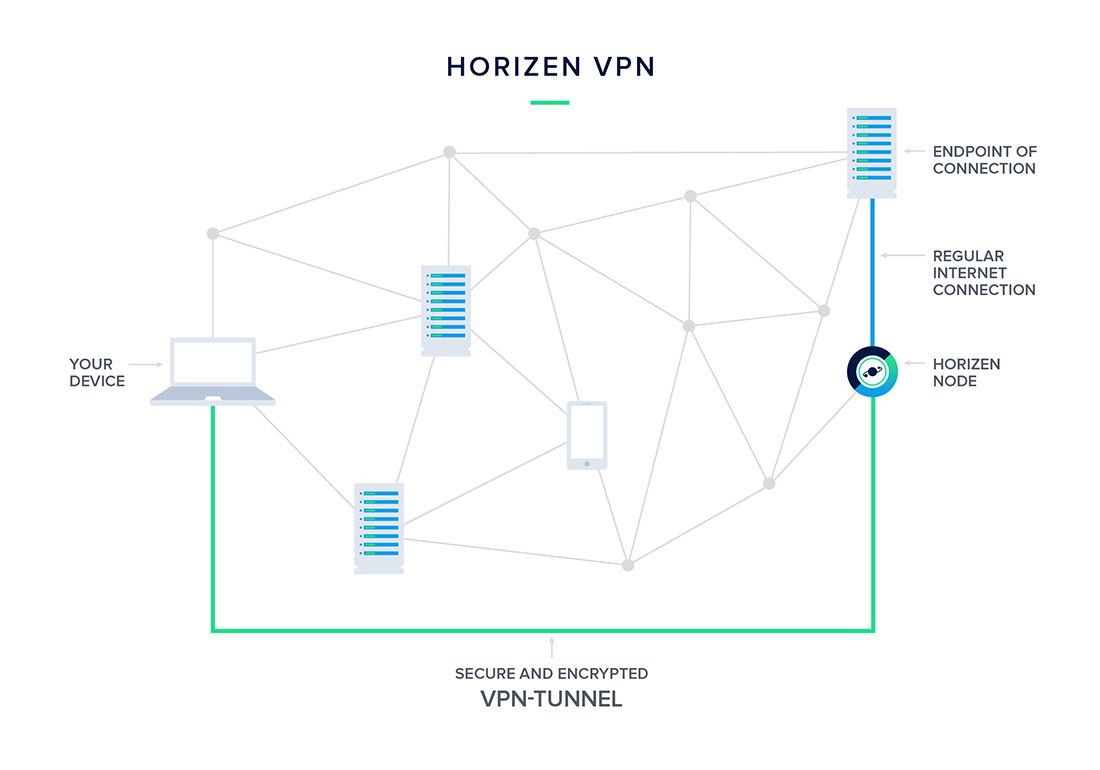 HORIZEN VPN
ENDPOINT OF
CONNECTION
REGULAR
INTERNET
CONNECTION
YOUR
DEVICE
HORIZEN
NODE
SECURE AND ENCRYPTED
VPN-TUNNEL